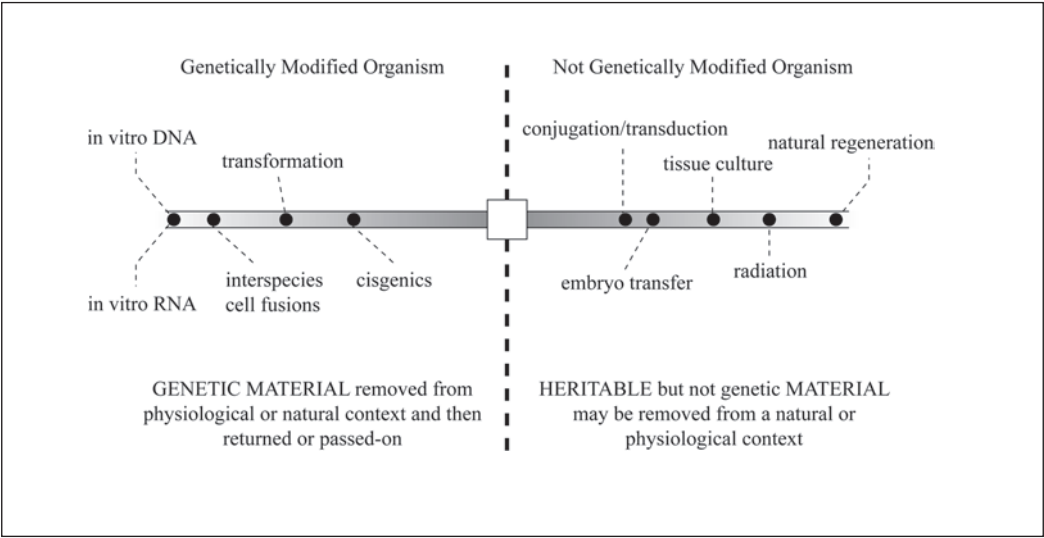 Genetically Modified Organism
Not Genetically Modified Organism
in vitro DNA
transformation
conjugation/transduction
tissue culture
natural regeneration
in vitro RNA
interspecies
cell fusions
cisgenics
embryo transfer
radiation
GENETIC MATERIAL removed from
physiological or natural context and then
returned or passed-on
HERITABLE but not genetic MATERIAL
may be removed from a natural or
physiological context